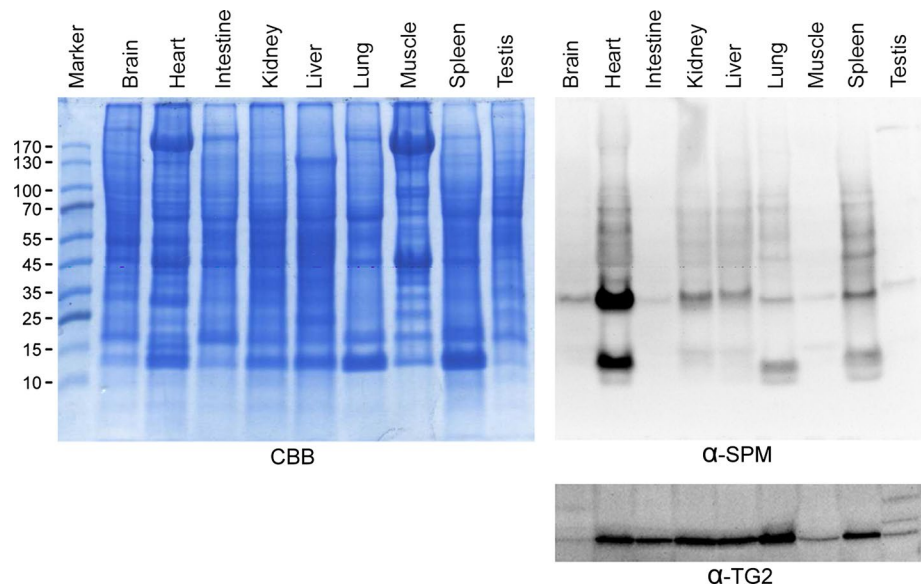 Marker Brain Heart Intestine Kidney Liver Lung Muscle Spleen Testis
Brain Heart Intestine Kidney Liver Lung Muscle Spleen Testis
170
130
100
70
55
45
35
25
15
10
CBB
α-SPM
α-TG2